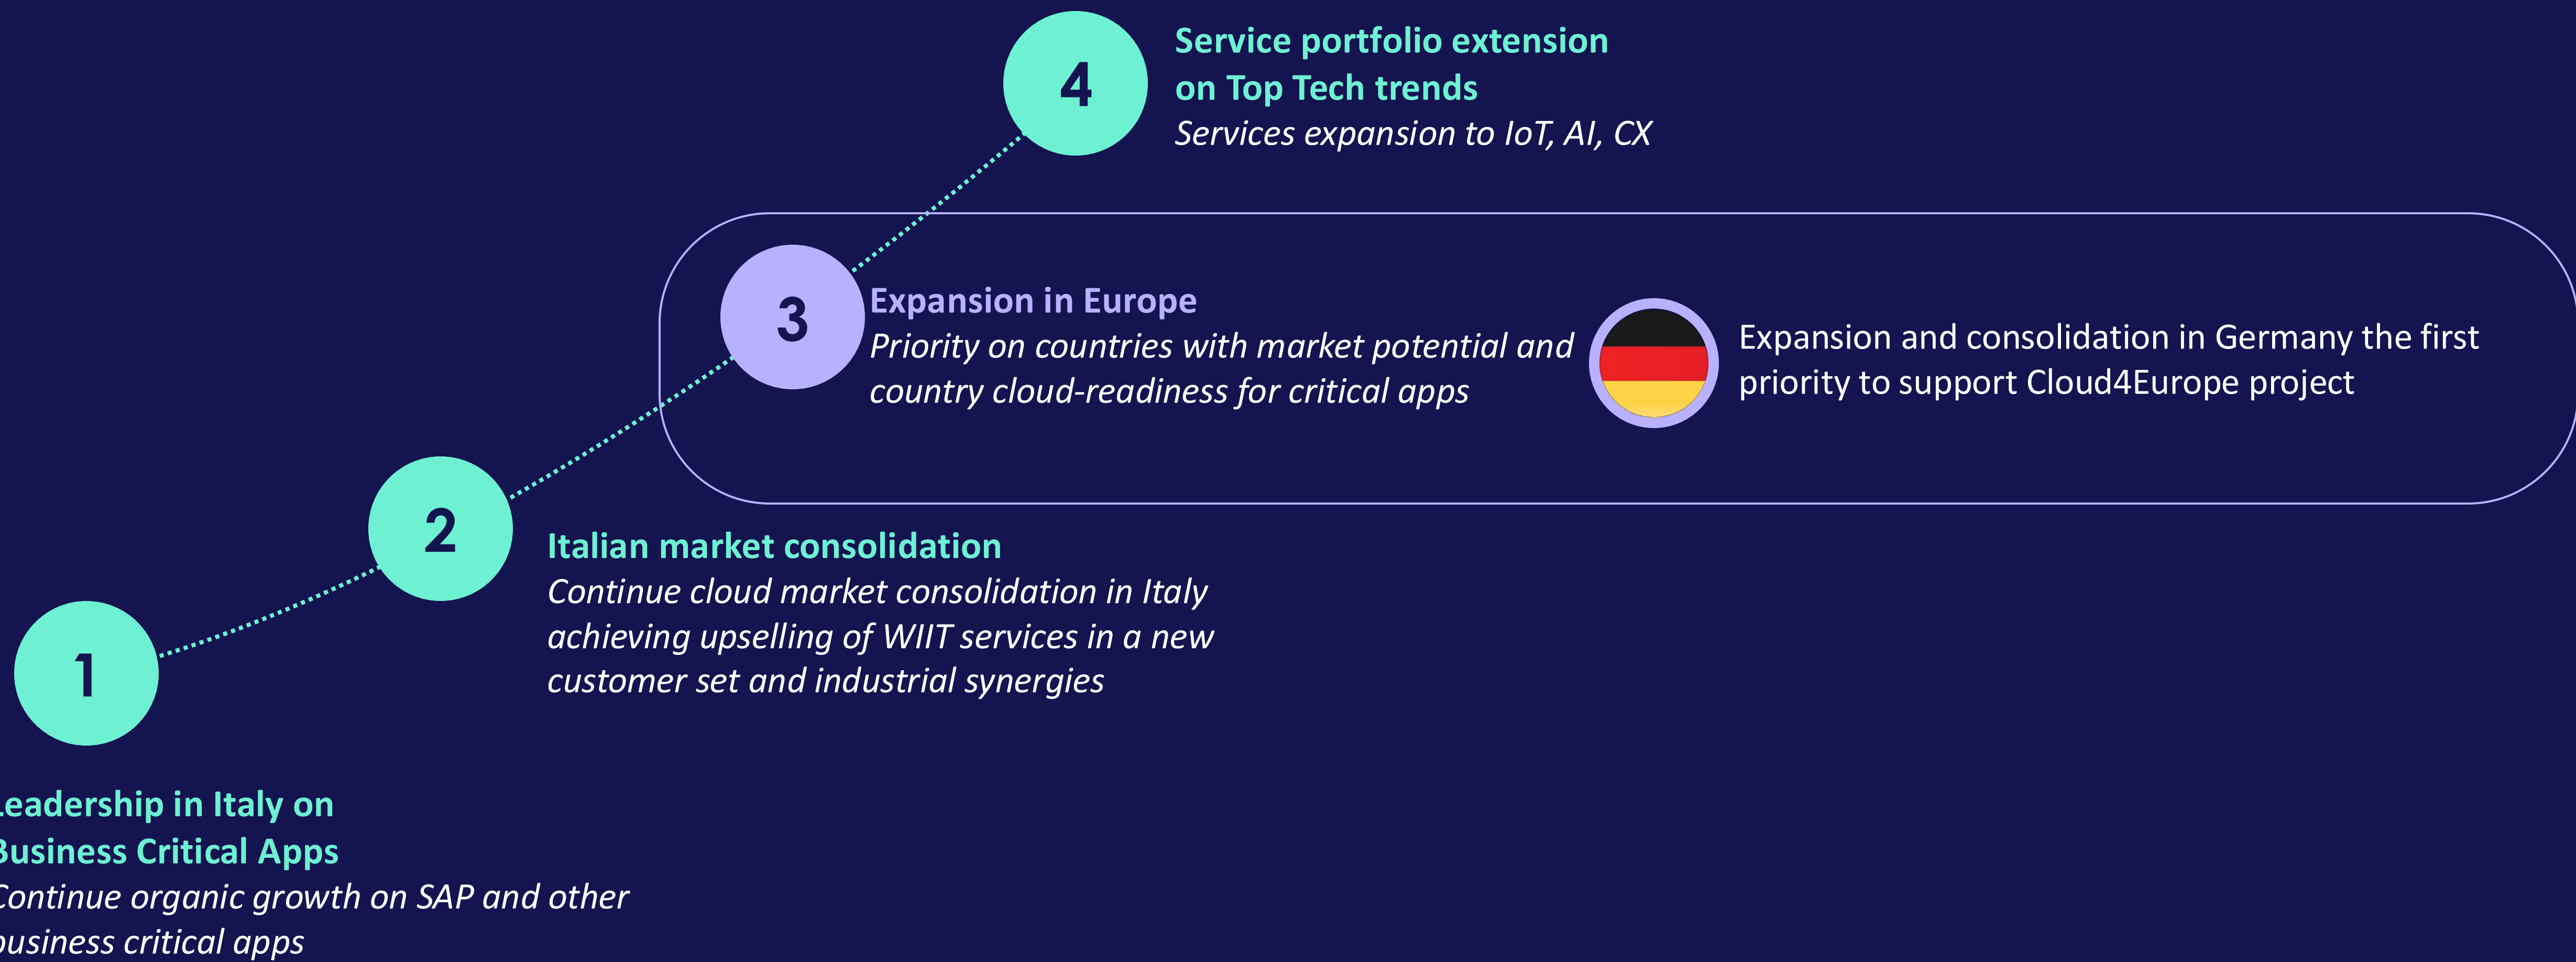 4
Service portfolio extension
on Top Tech trends
Services expansion to IoT, AI, CX
3
Expansion in Europe
Priority on countries with market potential and
country cloud-readiness for critical apps
Expansion and consolidation in Germany the first
priority to support Cloud4Europe project
2
Italian market consolidation
Continue cloud market consolidation in Italy
achieving upselling of WIIT services in a new
customer set and industrial synergies
1
Leadership in Italy on
Business Critical Apps
Continue organic growth on SAP and other
business critical apps